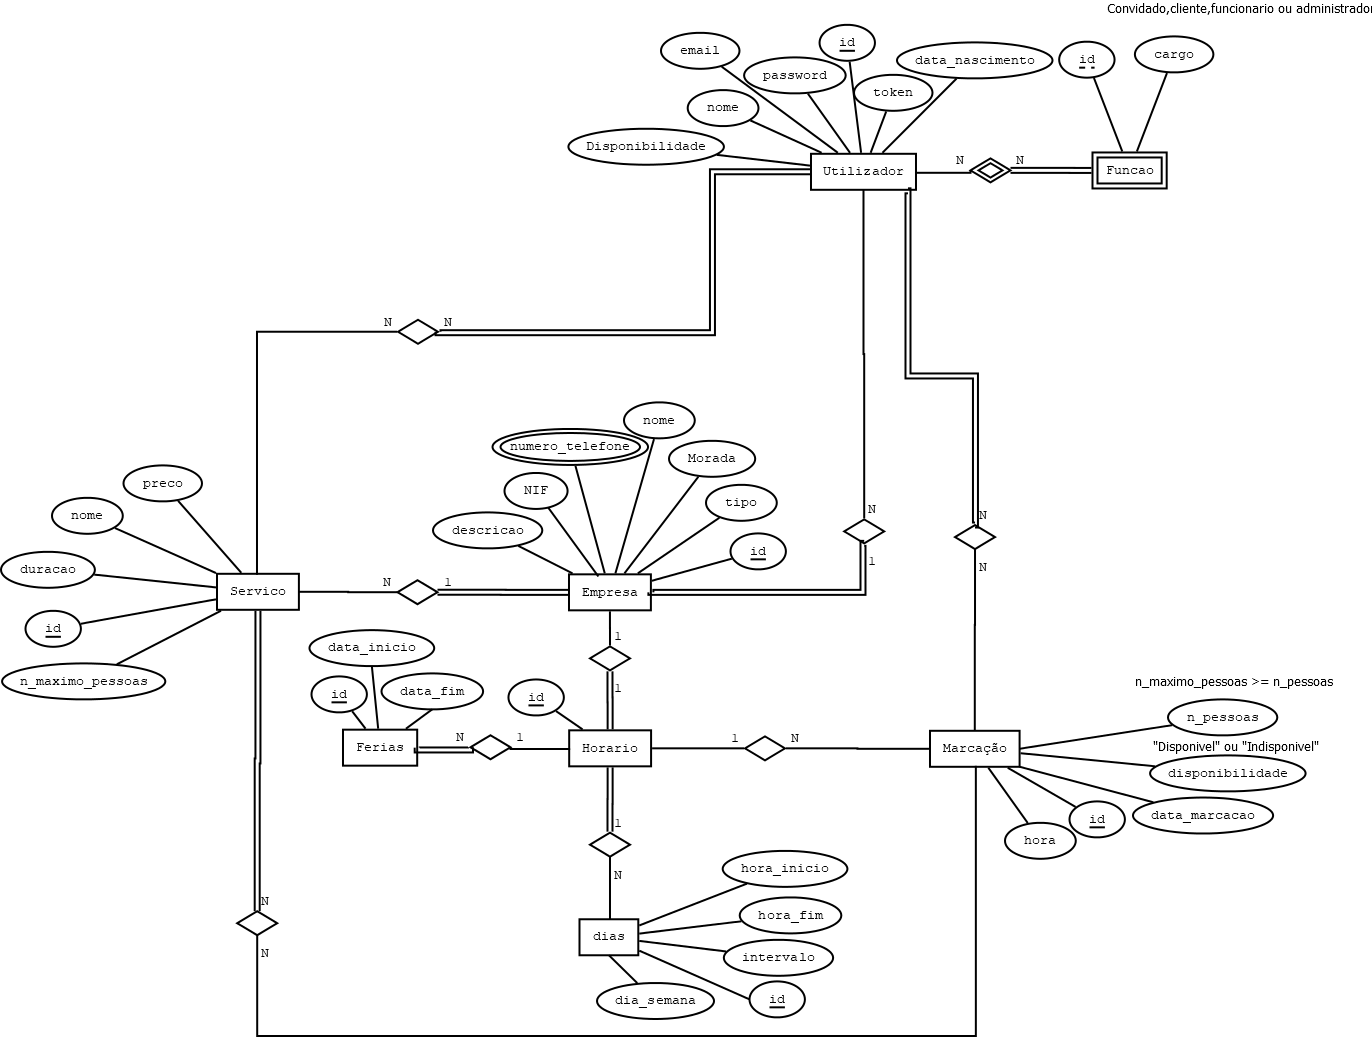 Convidado,cliente,funcionario ou administrador
email
id
password
data_nascimento
id
cargo
token
nome
Disponibilidade
Utilizador
N
N
Funcao
N
N
nome
numero_telefone
Morada
preco
NIF
tipo
nome
descricao
N
N
id
duracao
Servico
N
1
Empresa
1
N
id
1
data_inicio
n_maximo_pessoas
id
data_fim
id
1
n_maximo_pessoas >= n_pessoas
n_pessoas
Ferias
N
1
Horario
1
N
Marcação
"Disponivel" ou "Indisponivel"
disponibilidade
data_marcacao
id
hora
1
N
hora_inicio
hora_fim
N
dias
intervalo
N
dia_semana
id